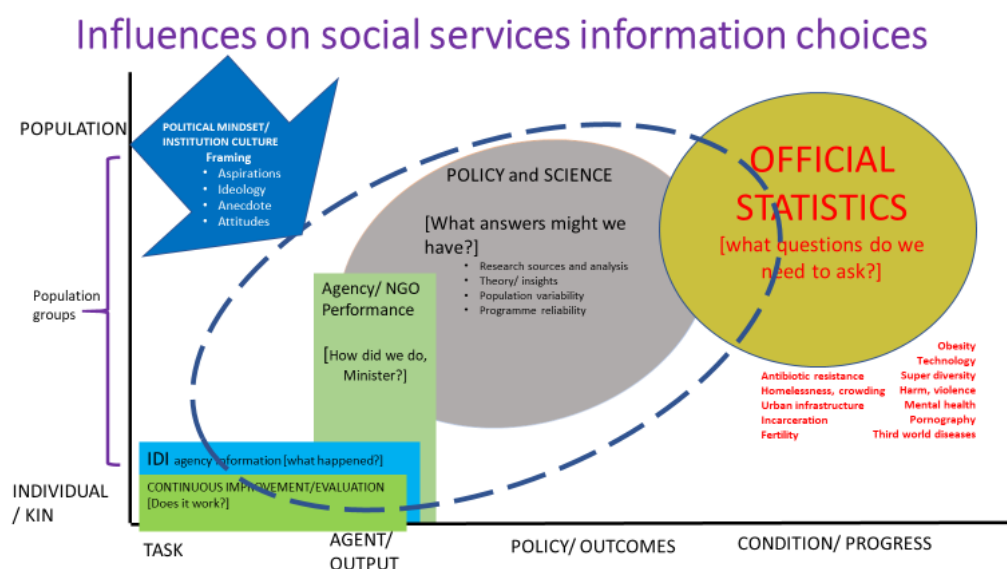 Influences on social services information choices
POPULATION
Population
groups
INDIVIDUAL
/ KIN
POLITICAL MINDSET/
INSTITUTION CULTURE
Framing
• Aspirations
• Ideology
• Anecdote
• Attitudes
POLICY and SCIENCE
[What answers might we
have?]
• Research sources and analysis
• Theory/ insights
• Population variability
• Programme reliability
OFFICIAL
STATISTICS
[what questions do we
need to ask?]
Agency/ NGO
Performance
[How did we do,
Minister?]
IDI agency information [what happened?]
CONTINUOUS IMPROVEMENT/EVALUATION
[Does it work?]
Antibiotic resistance
Homelessness, crowding
Urban infrastructure
Incarceration
Fertility
Obesity
Technology
Super diversity
Harm, violence
Mental health
Pornography
Third world diseases
TASK
AGENT/
OUTPUT
POLICY/ OUTCOMES
CONDITION/ PROGRESS